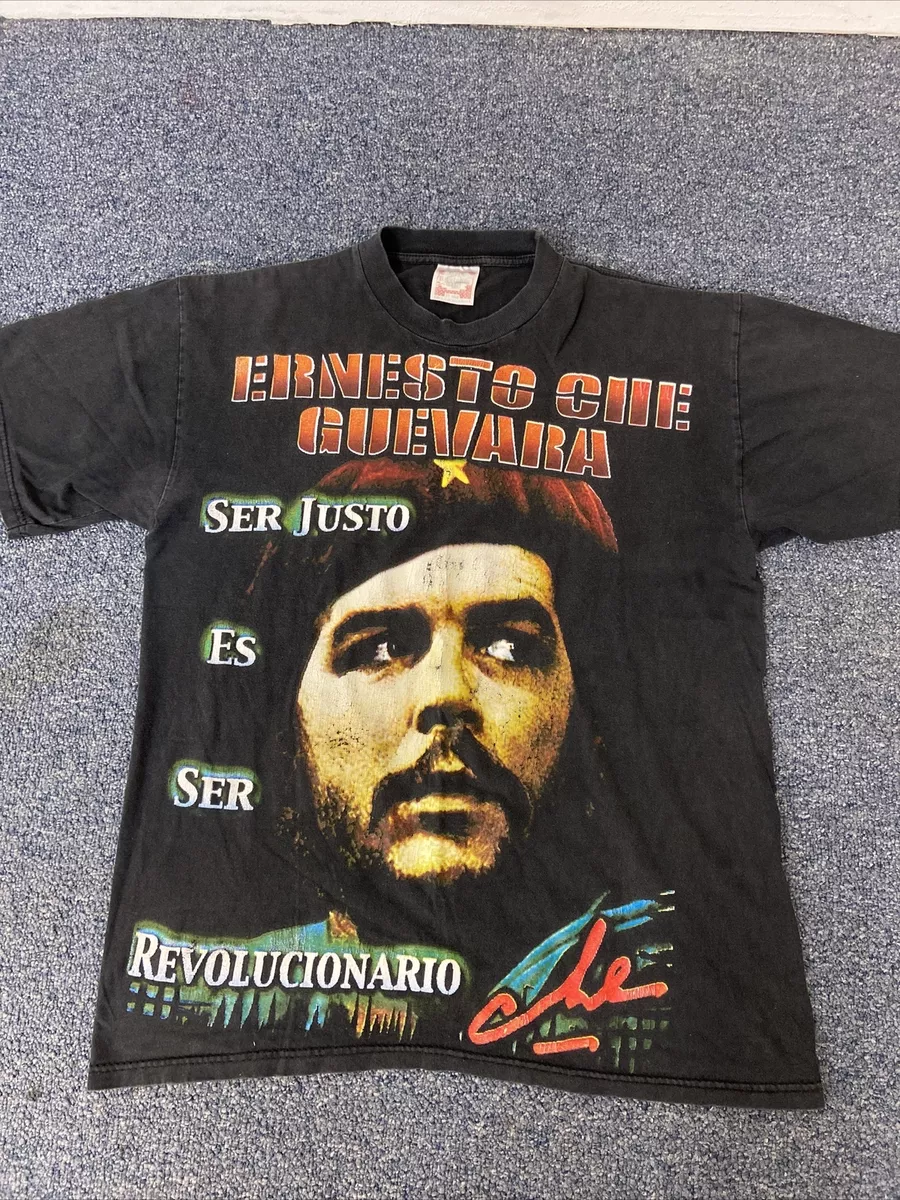 ERNESTO CHE
GUEVARA
SER JUSTO
ES
SER
REVOLUCIONARIO
che